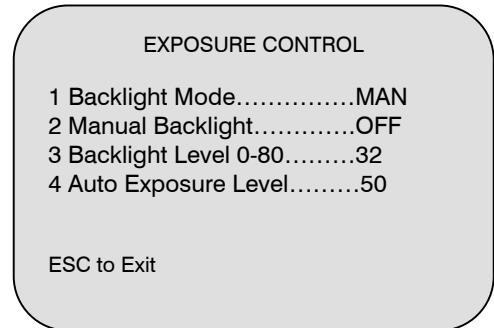 EXPOSURE CONTROL
1 Backlight Mode……………MAN
2 Manual Backlight………….OFF
3 Backlight Level 0-80………32
4 Auto Exposure Level………50
ESC to Exit